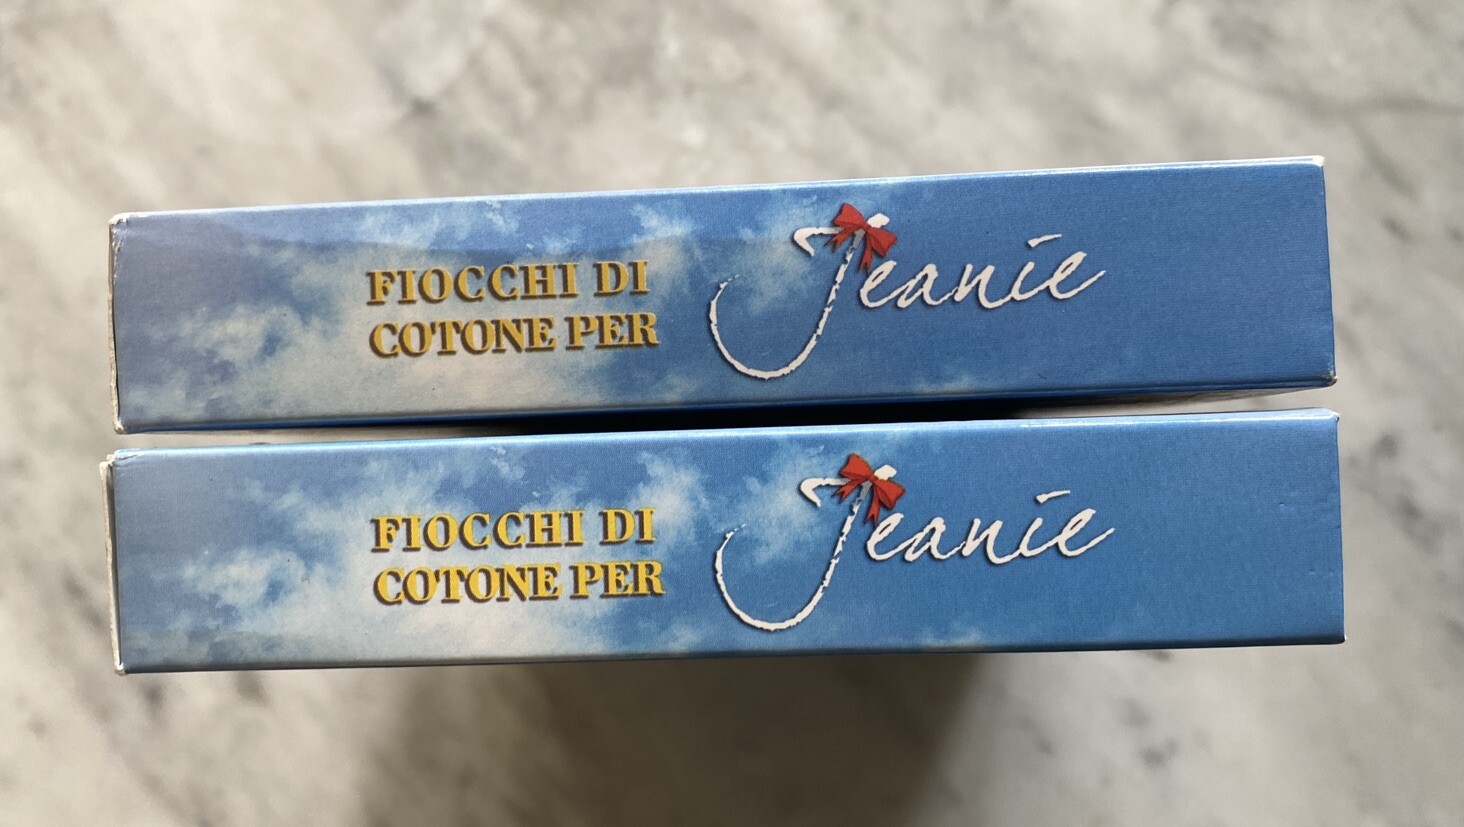 FIOCCHI DI
COTONE PER
Jeanie
FIOCCHI DI
COTONE PER
Jeanie